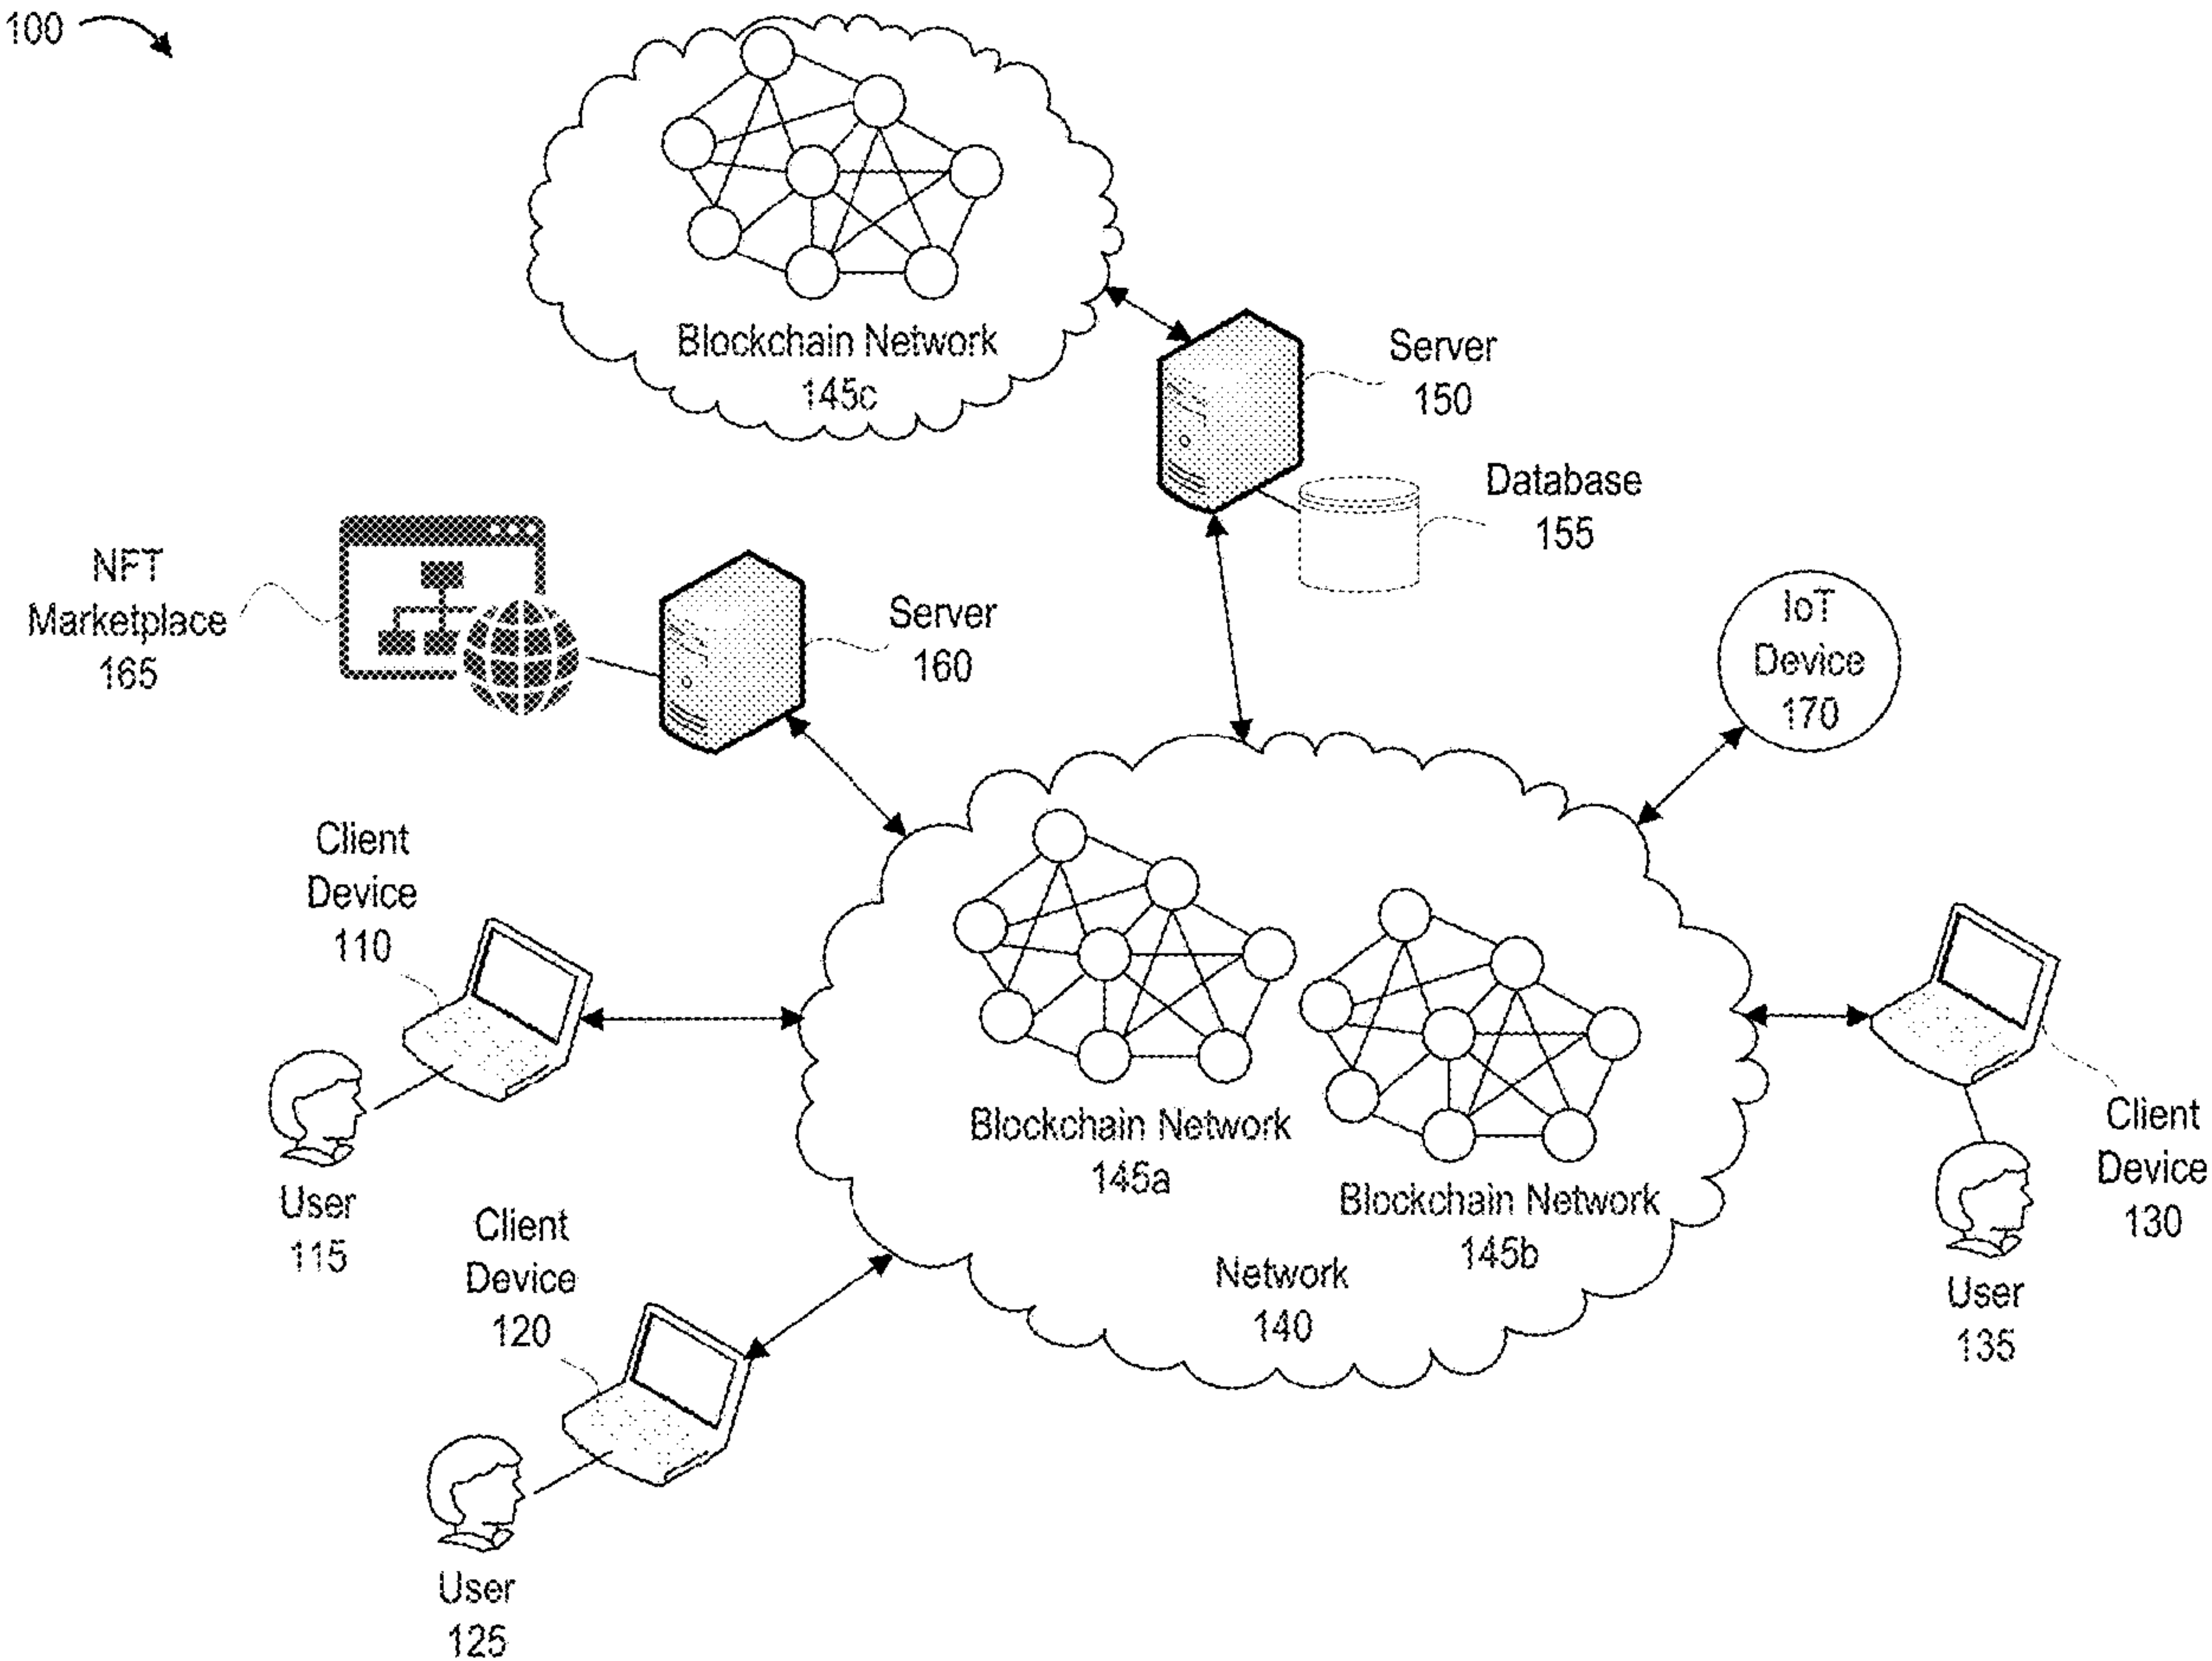 100
Blockchain Network
145c
Server
150
Database
155
NFT
Marketplace
165
Server
160
IoT
Device
170
Client
Device
110
User
115
Client
Device
120
User
125
Blockchain Network
145a
Blockchain Network
145b
Network
140
Client
Device
130
User
135